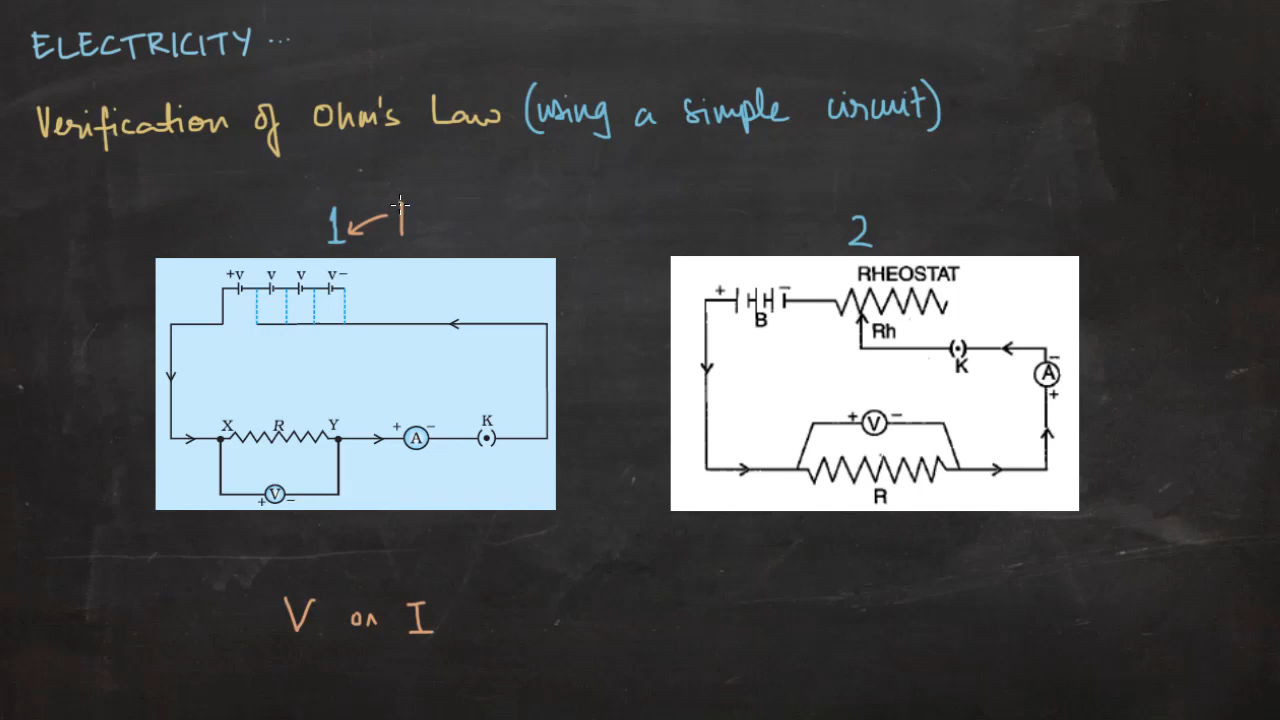 ELECTRICITY ...
Verification of Ohm's Law (using a simple circuit)
1
2
+v v v v−
X R Y + A − K
+ V −
RHEOSTAT
+ −
B
Rh
K
−
A
+
+ V −
R
V on I